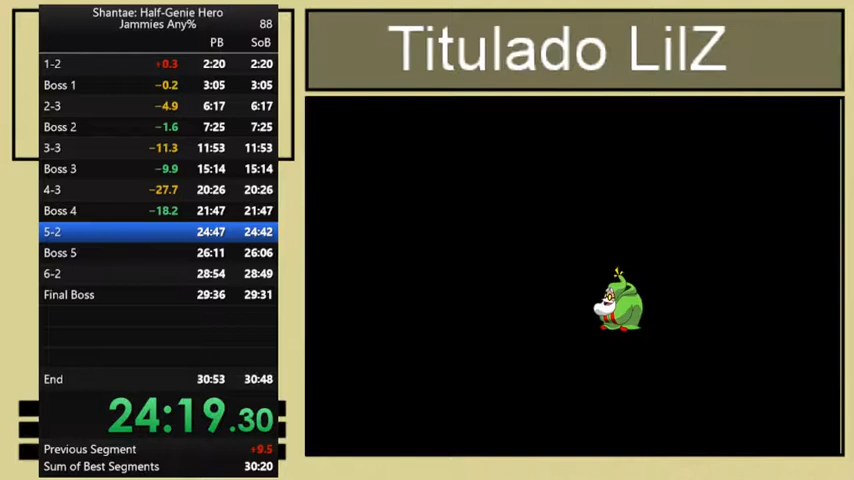 Shantae: Half-Genie Hero
Jammies Any% 88
PB SoB
1-2 +0.3 2:20 2:20
Boss 1 −0.2 3:05 3:05
2-3 −4.9 6:17 6:17
Boss 2 −1.6 7:25 7:25
3-3 −11.3 11:53 11:53
Boss 3 −9.9 15:14 15:14
4-3 −27.7 20:26 20:26
Boss 4 −18.2 21:47 21:47
5-2 24:47 24:42
Boss 5 26:11 26:06
6-2 28:54 28:49
Final Boss 29:36 29:31
End 30:53 30:48
24:19.30
Previous Segment +9.5
Sum of Best Segments 30:20
Titulado LilZ